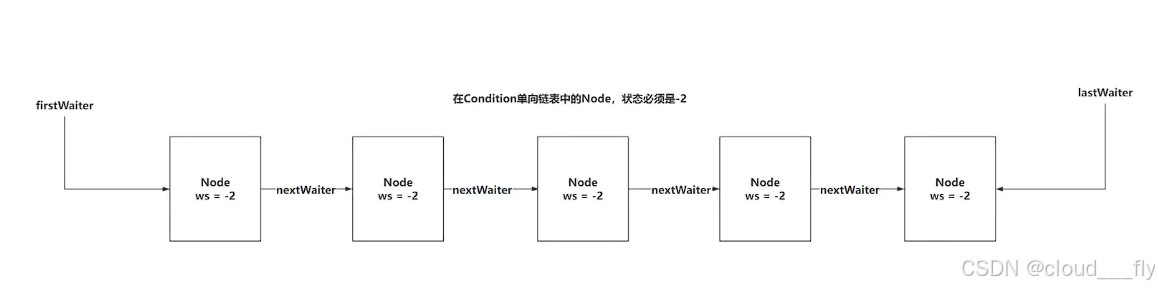 在Condition单向链表中的Node，状态必须是-2
firstWaiter
lastWaiter
Node
ws = -2
nextWaiter
Node
ws = -2
nextWaiter
Node
ws = -2
nextWaiter
Node
ws = -2
nextWaiter
Node
ws = -2
CSDN @cloud___fly